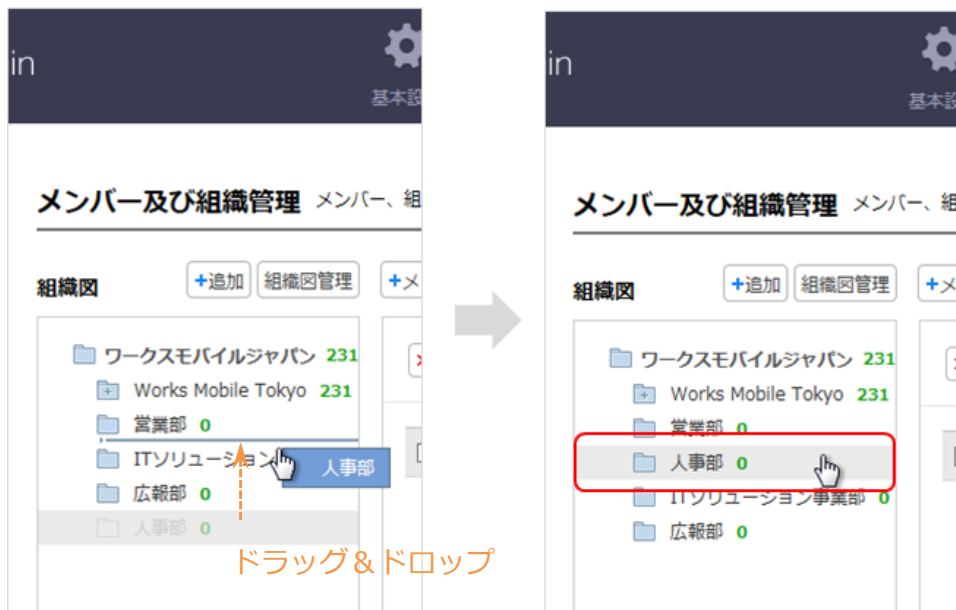 in
基本設
メンバー及び組織管理 メンバー、組
組織図 +追加 組織図管理 +メ
ワークスモバイルジャパン 231
Works Mobile Tokyo 231
営業部 0
ITソリューション
人事部
広報部 0
人事部 0
ドラッグ＆ドロップ
in
基本設
メンバー及び組織管理 メンバー、組
組織図 +追加 組織図管理 +メ
ワークスモバイルジャパン 231
Works Mobile Tokyo 231
営業部 0
人事部 0
ITソリューション事業部 0
広報部 0